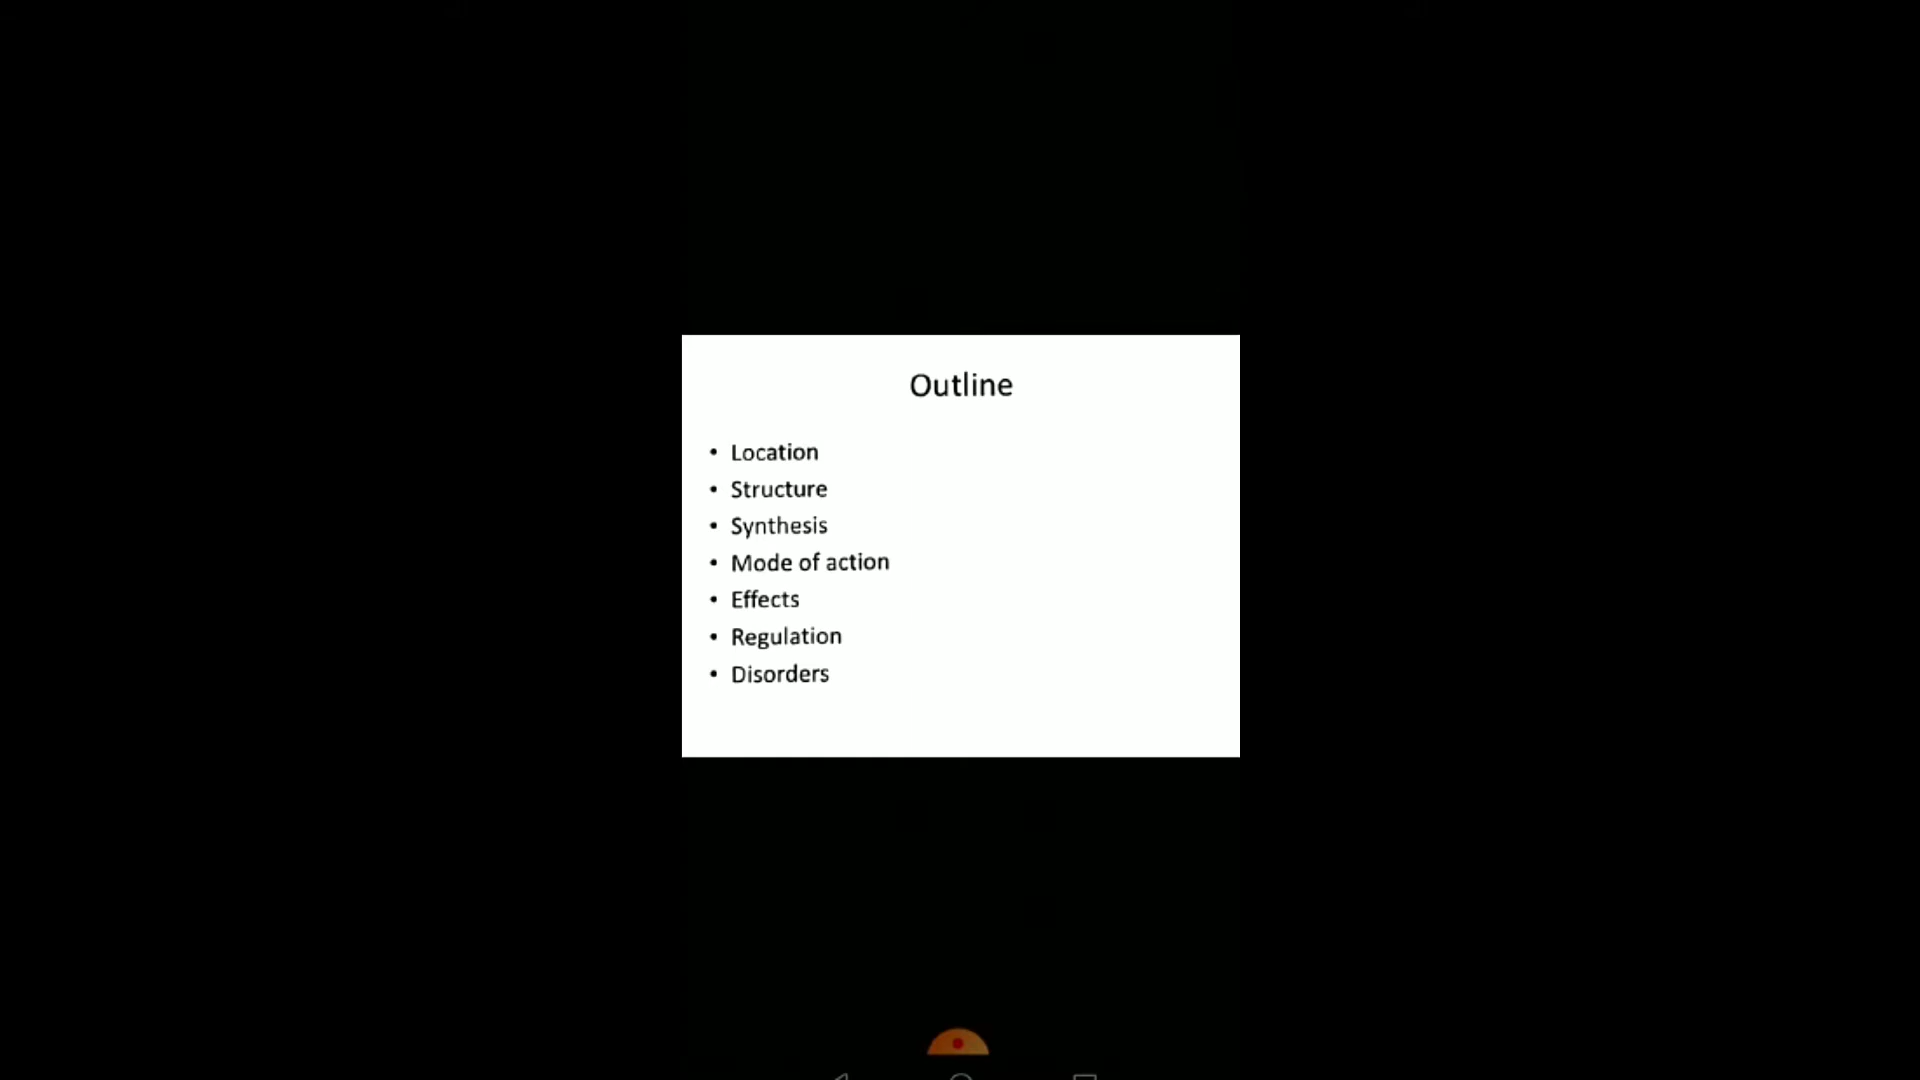 Outline
• Location
• Structure
• Synthesis
• Mode of action
• Effects
• Regulation
• Disorders